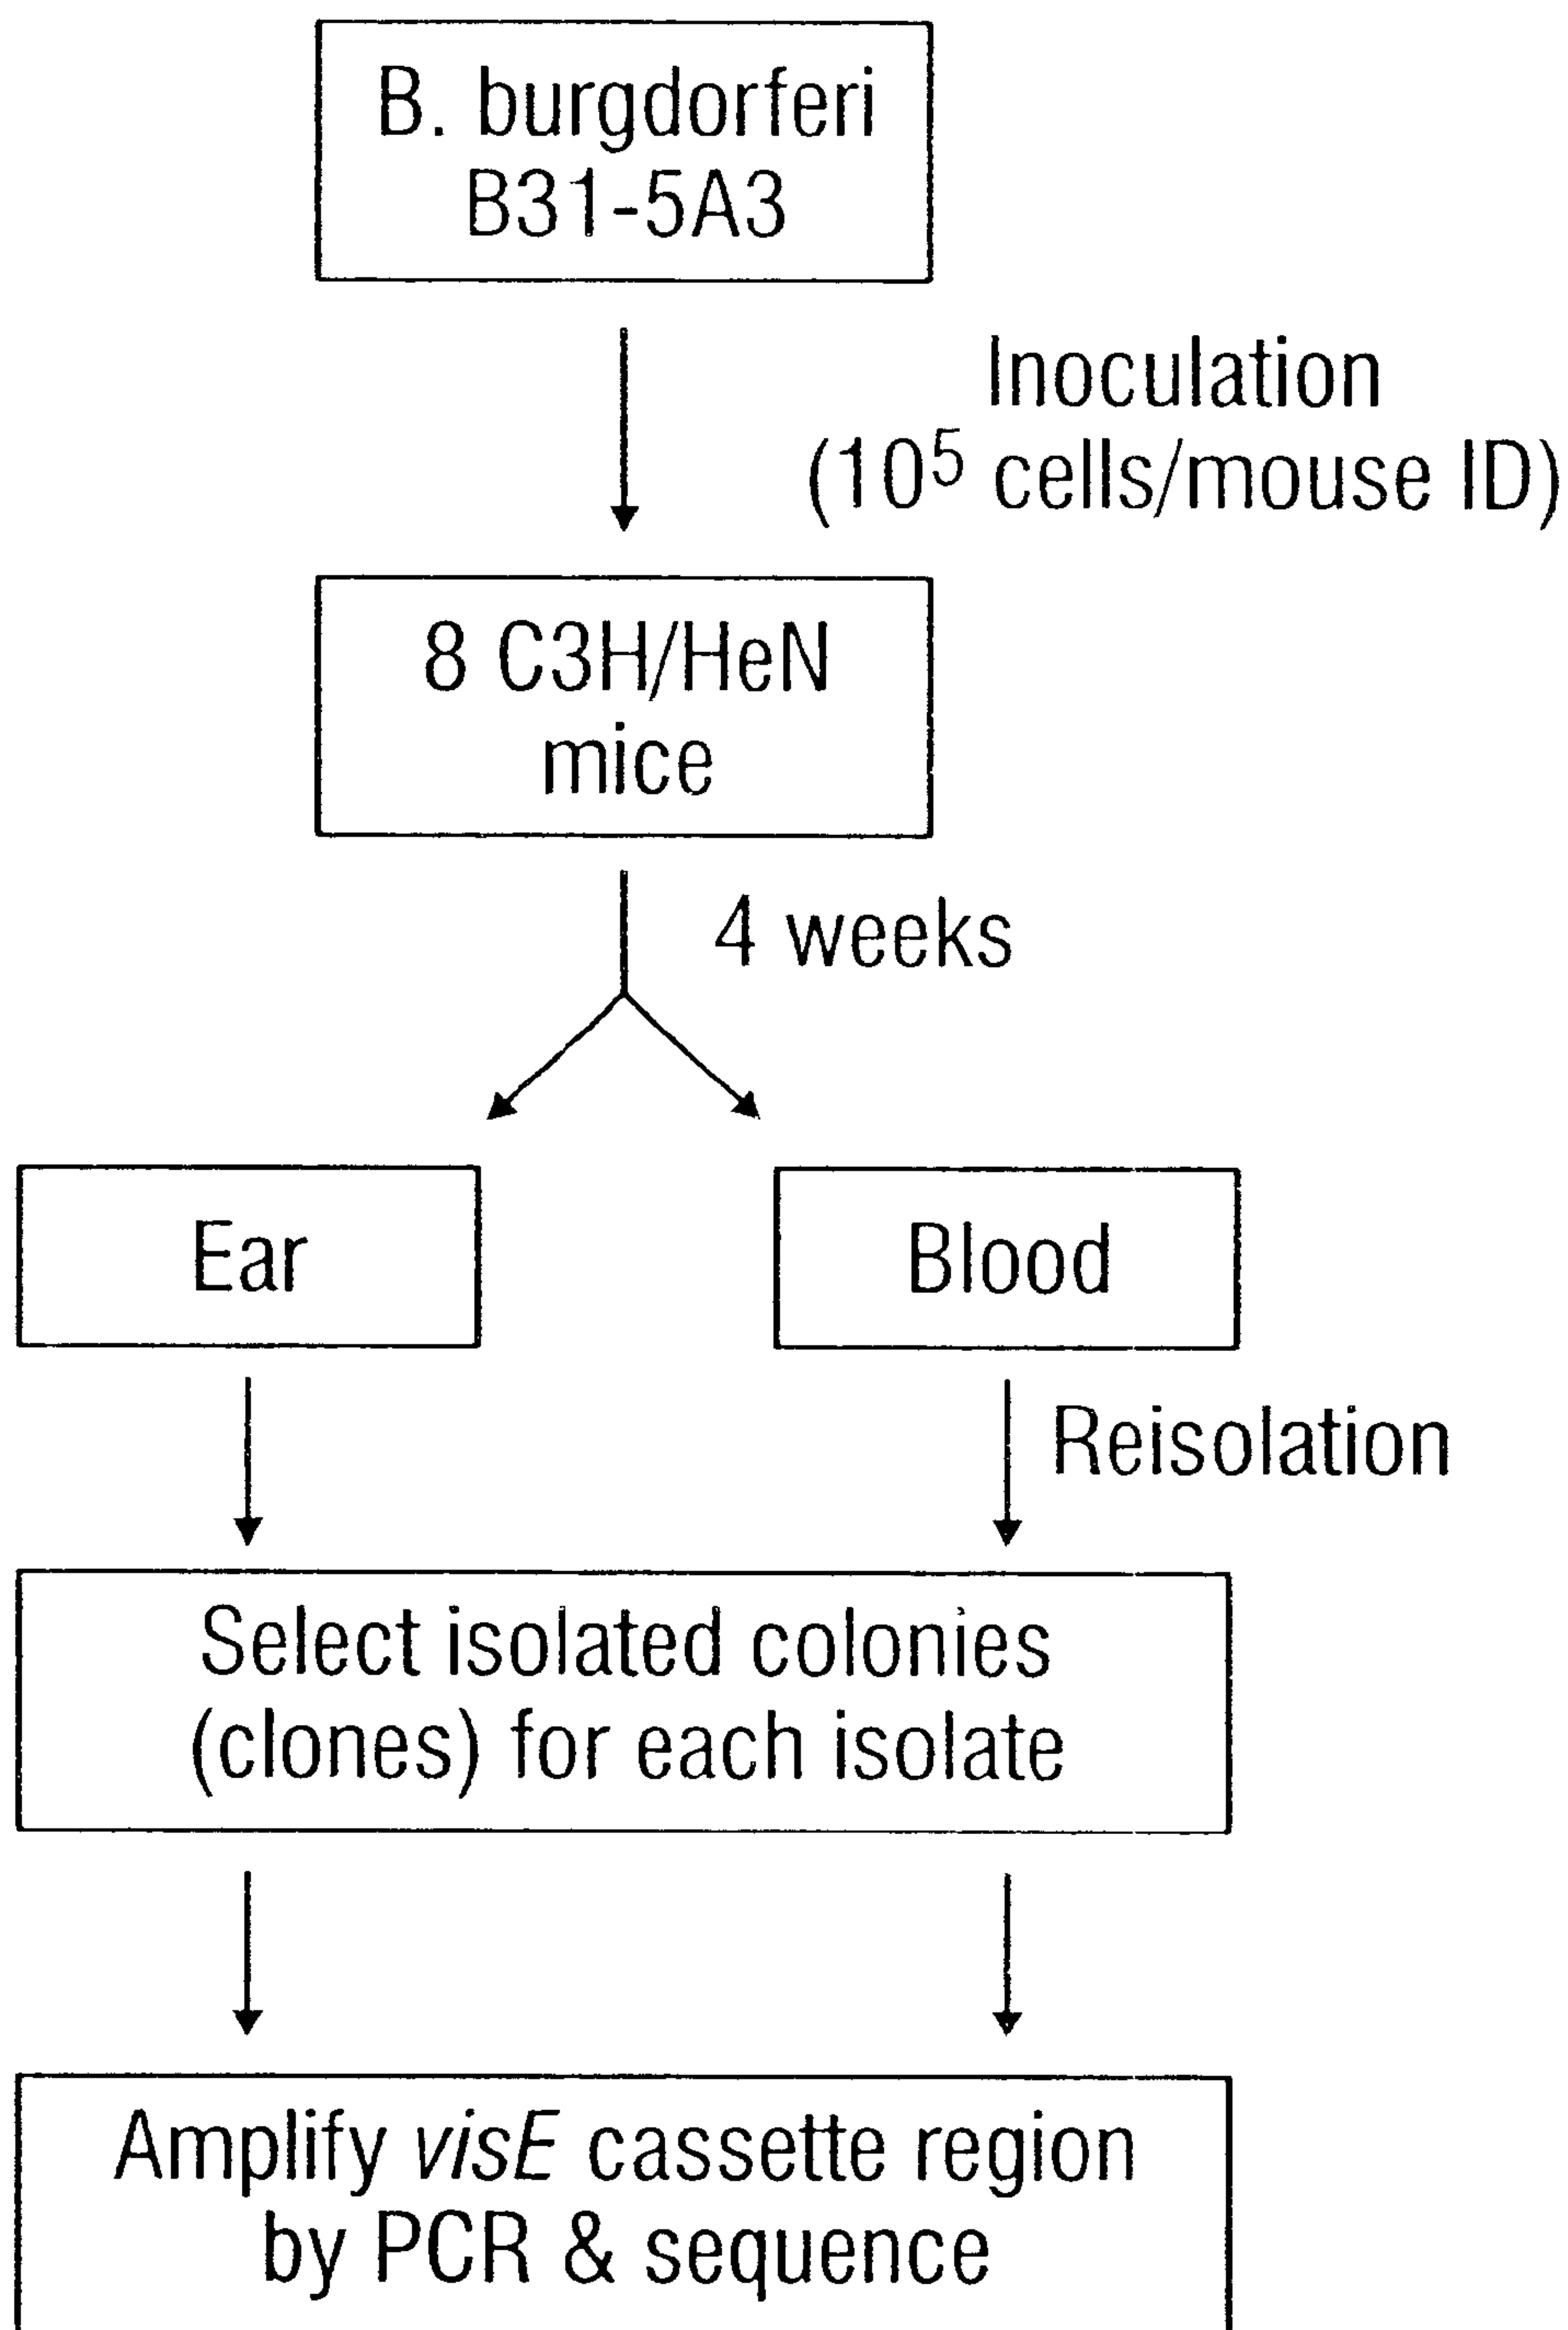 B. burgdorferi
B31-5A3
Inoculation
(10⁵ cells/mouse ID)
8 C3H/HeN
mice
4 weeks
Ear
Blood
Reisolation
Select isolated colonies
(clones) for each isolate
Amplify visE cassette region
by PCR & sequence